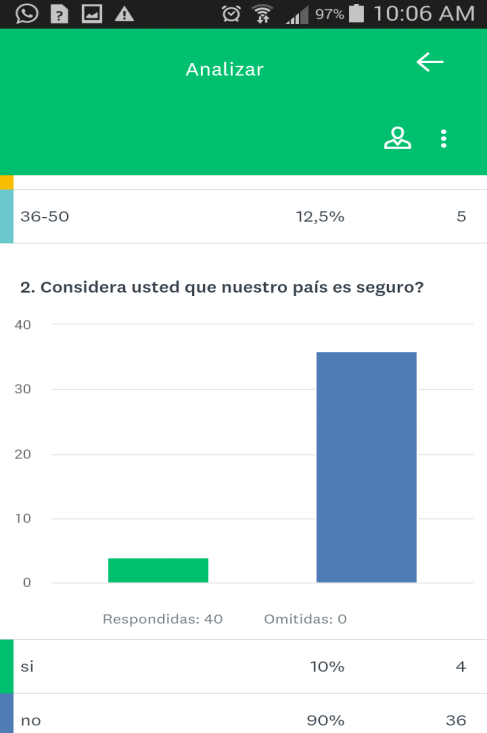 97% 10:06 AM
Analizar
36-50 12,5% 5
2. Considera usted que nuestro país es seguro?
40
30
20
10
0
Respondidas: 40 Omitidas: 0
si 10% 4
no 90% 36